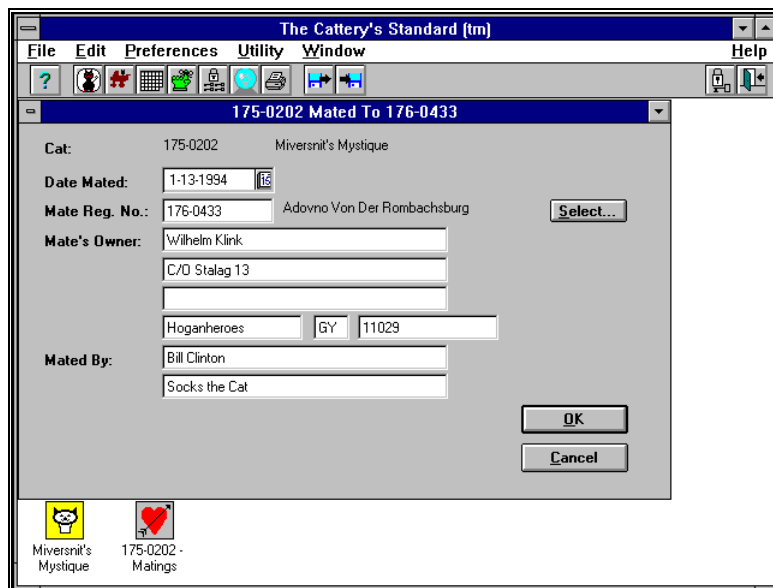 The Cattery's Standard (tm)
File Edit Preferences Utility Window Help
?
175-0202 Mated To 176-0433
Cat: 175-0202 Miversnit's Mystique
Date Mated: 1-13-1994 15
Mate Reg. No.: 176-0433 Adovno Von Der Rombachsburg Select...
Mate's Owner: Wilhelm Klink
C/O Stalag 13
Hoganheroes GY 11029
Mated By: Bill Clinton
Socks the Cat
OK
Cancel
Miversnit's Mystique
175-0202 - Matings